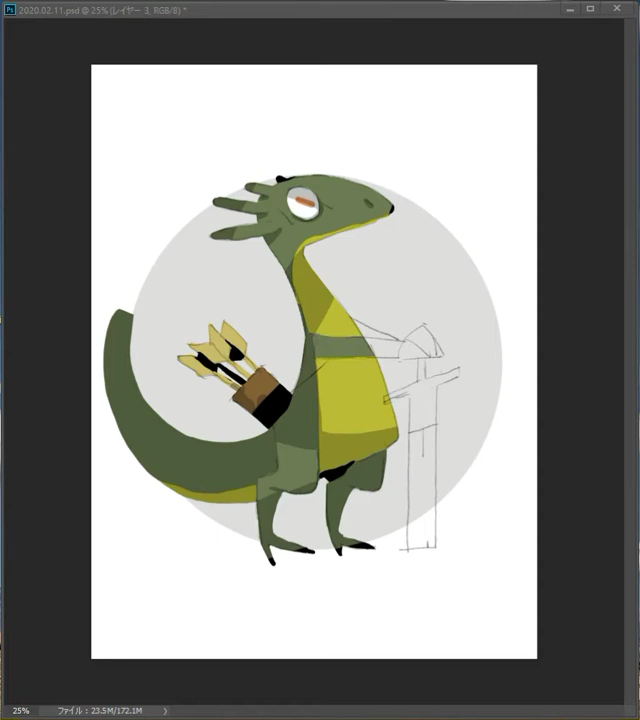 Ps 2020.02.11.psd @ 25% (レイヤー 3, RGB/8) *
25% ファイル : 23.5M/172.1M